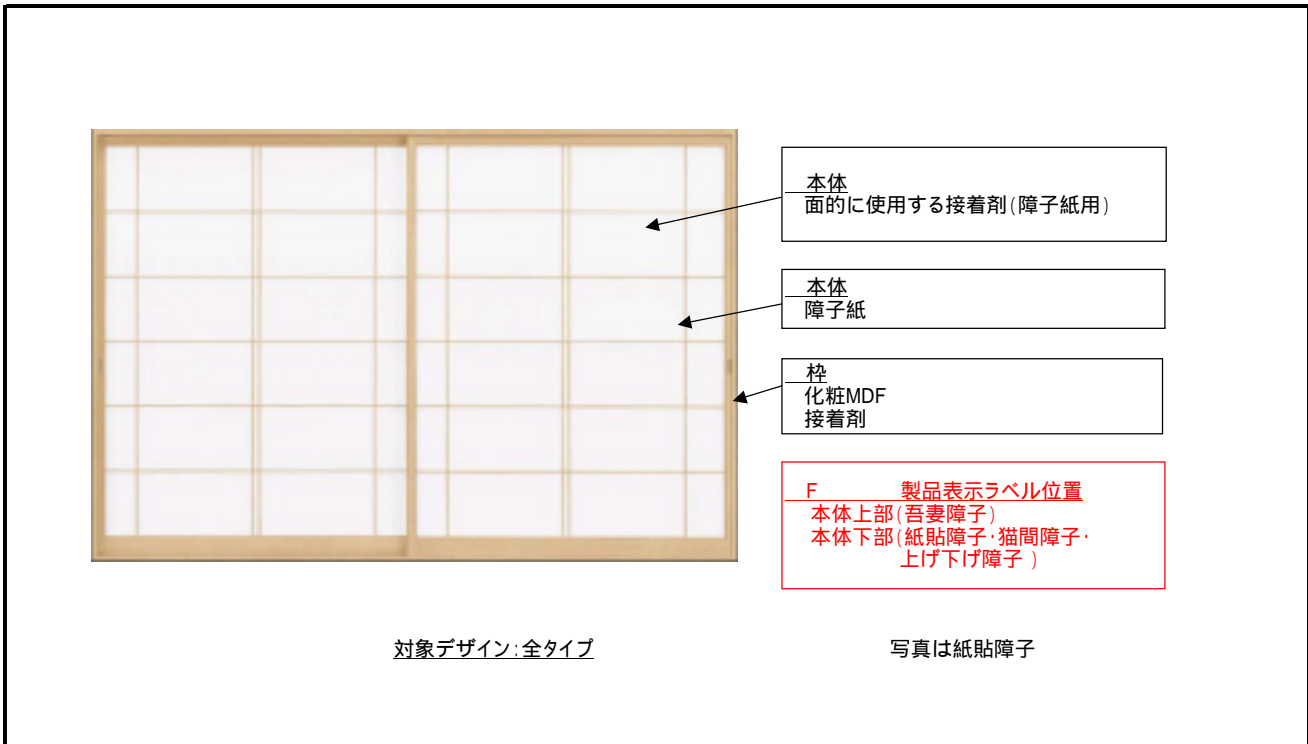 本体
面的に使用する接着剤(障子紙用)
本体
障子紙
枠
化粧MDF
接着剤
F 製品表示ラベル位置
本体上部(吾妻障子)
本体下部(紙貼障子・猫間障子・
上げ下げ障子 )
対象デザイン:全タイプ
写真は紙貼障子